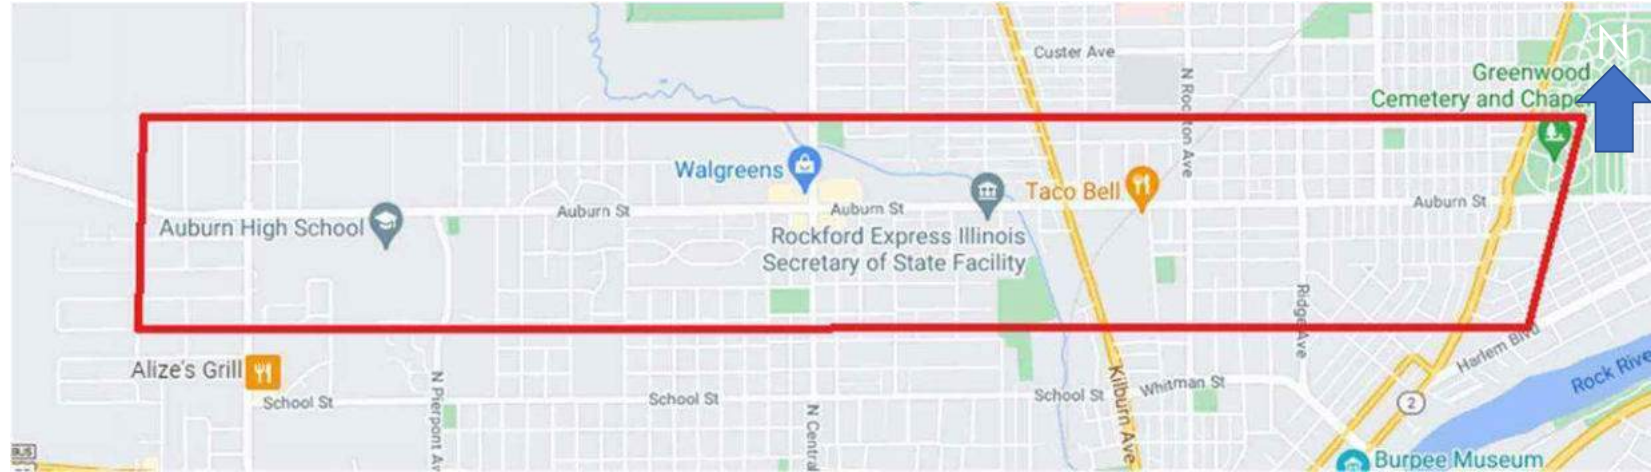 N
Custer Ave
Greenwood
Cemetery and Chapel
N Rockton Ave
Walgreens
Taco Bell
Auburn St
Auburn St
Auburn St
Auburn High School
Rockford Express Illinois
Secretary of State Facility
Ridge Ave
Harlem Blvd
Alize's Grill
School St
N Pierpont Av
School St
N Central
School St
Kilburn Ave
Whitman St
2
Rock Rive
BUS
Burpee Museum